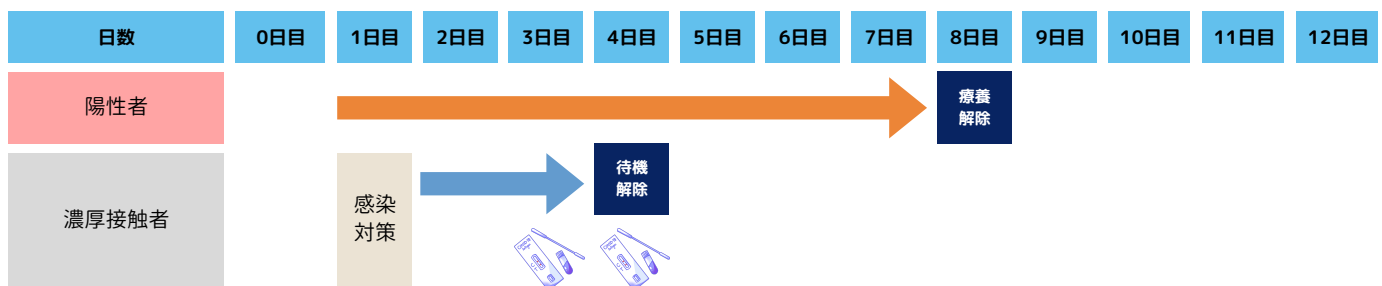 日数 0日目 1日目 2日目 3日目 4日目 5日目 6日目 7日目 8日目 9日目 10日目 11日目 12日目
陽性者
療養
解除
濃厚接触者
感染
対策
待機
解除